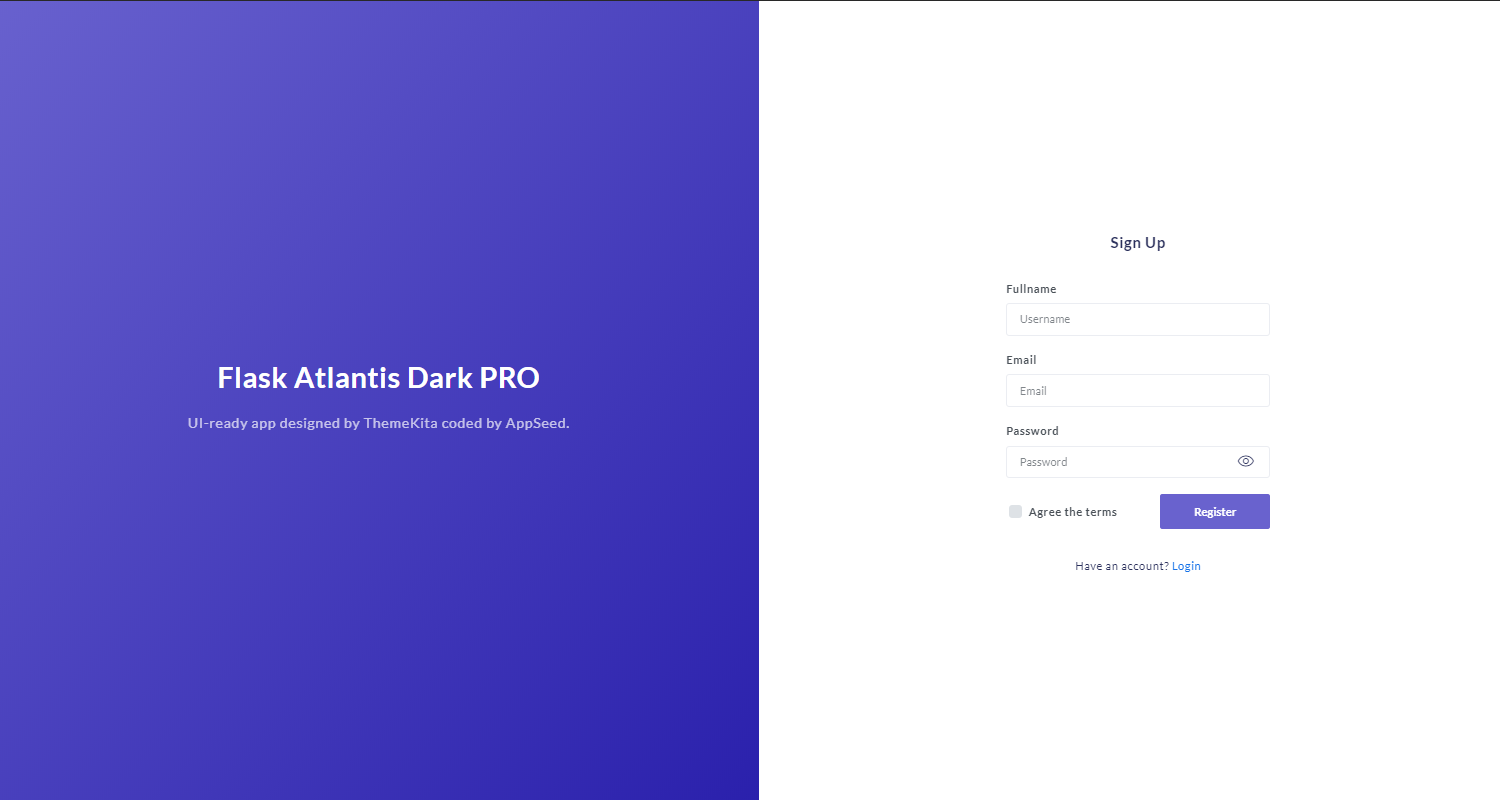 Flask Atlantis Dark PRO
UI-ready app designed by ThemeKita coded by AppSeed.
Sign Up
Fullname
Username
Email
Email
Password
Password
Agree the terms
Register
Have an account? Login